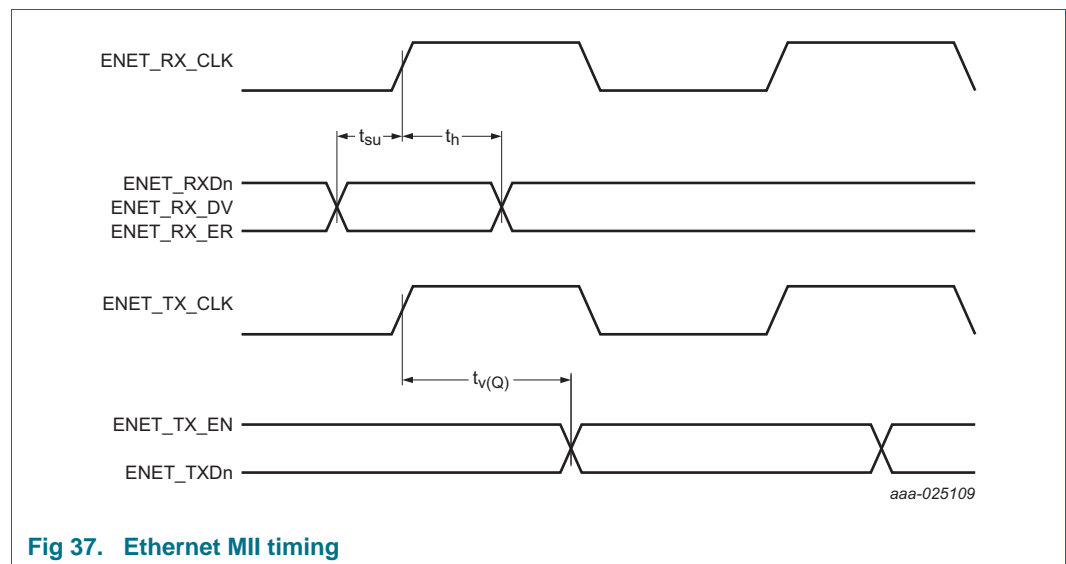 ENET_RX_CLK
tsu
th
ENET_RXDn
ENET_RX_DV
ENET_RX_ER
ENET_TX_CLK
tv(Q)
ENET_TX_EN
ENET_TXDn
aaa-025109
Fig 37. Ethernet MII timing